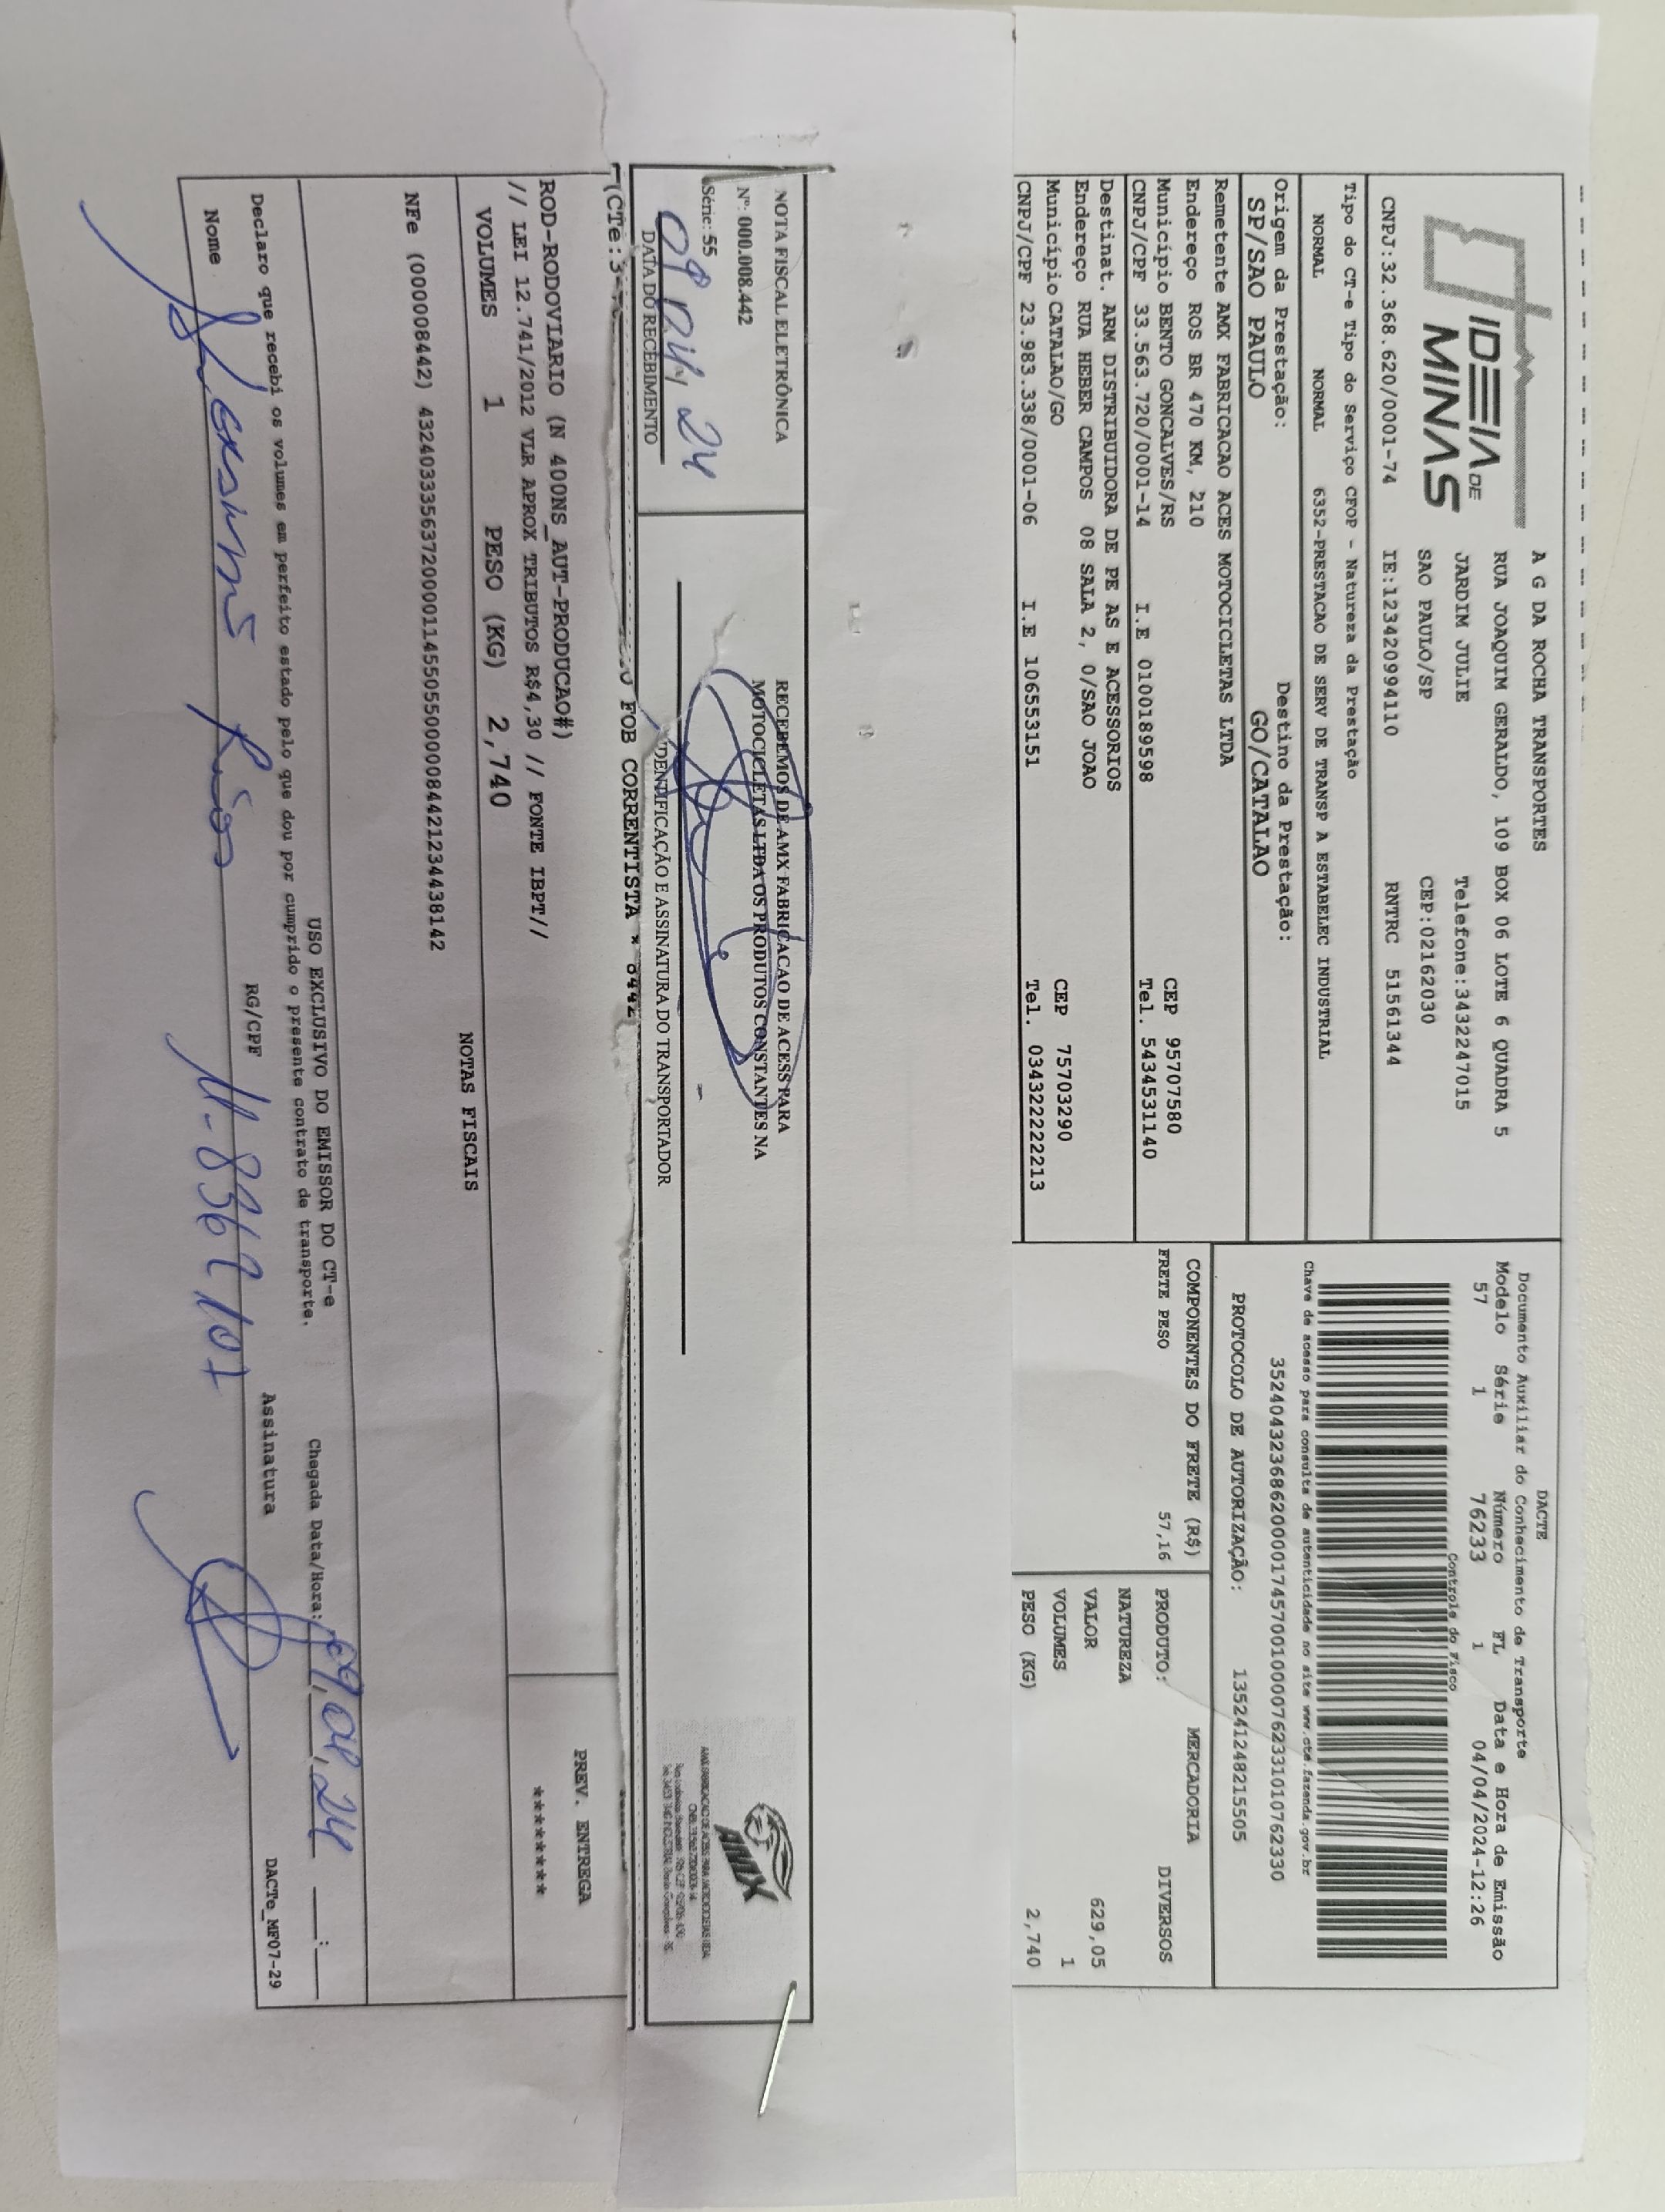 IDEIA DE
MINAS
A G DA ROCHA TRANSPORTES
RUA JOAQUIM GERALDO, 109 BOX 06 LOTE 6 QUADRA 5
JARDIM JULIE Telefone:3432247015
SAO PAULO/SP CEP:02162030
CNPJ:32.368.620/0001-74 IE:123420994110 RNTRC 51561344
Tipo do CT-e Tipo do Serviço CFOP - Natureza da Prestação
NORMAL NORMAL 6352-PRESTACAO DE SERV DE TRANSP A ESTABELEC INDUSTRIAL
Origem da Prestação: Destino da Prestação:
SP/SAO PAULO GO/CATALAO
Remetente AMX FABRICACAO ACES MOTOCICLETAS LTDA
Endereço ROS BR 470 KM, 210
Município BENTO GONCALVES/RS CEP 95707580
CNPJ/CPF 33.563.720/0001-14 I.E 0100189598 Tel. 5434531140
Destinat. ARM DISTRIBUIDORA DE PE AS E ACESSORIOS
Endereço RUA HEBER CAMPOS 08 SALA 2, 0/SAO JOAO
Município CATALAO/GO CEP 75703290
CNPJ/CPF 23.983.338/0001-06 I.E 106553151 Tel. 034322222213
DACTE
Documento Auxiliar do Conhecimento de Transporte
Modelo Série Número FL Data e Hora de Emissão
57 1 76233 1 04/04/2024-12:26
Controle do Fisco
Chave de acesso para consulta de autenticidade no site www.cte.fazenda.gov.br
35240432368620000174570010000762331010762330
PROTOCOLO DE AUTORIZAÇÃO: 135241248215505
COMPONENTES DO FRETE (R$)
FRETE PESO 57,16
MERCADORIA
PRODUTO: DIVERSOS
NATUREZA
VALOR 629,05
VOLUMES 1
PESO (KG) 2,740
NOTA FISCAL ELETRÔNICA
Nº: 000.008.442
Série: 55
09 04 24
DATA DO RECEBIMENTO
RECEBEMOS DE AMX FABRICACAO DE ACESS PARA
MOTOCICLETAS LTDA OS PRODUTOS CONSTANTES NA
IDENTIFICAÇÃO E ASSINATURA DO TRANSPORTADOR
AMX
(CTe:3 FOB CORRENTISTA * 8442
ROD-RODOVIARIO (N 400NS_AUT-PRODUCAO#)
// LEI 12.741/2012 VLR APROX TRIBUTOS R$4,30 // FONTE IBPT//
PREV. ENTREGA
********
VOLUMES 1 PESO (KG) 2,740
NOTAS FISCAIS
NFe (000008442) 43240333563720000114550550000084421234438142
USO EXCLUSIVO DO EMISSOR DO CT-e
Declaro que recebi os volumes em perfeito estado pelo que dou por cumprido o presente contrato de transporte.
Chegada Data/Hora: 09,04,24 __:__
Nome RG/CPF Assinatura
DACTe_MF07-29